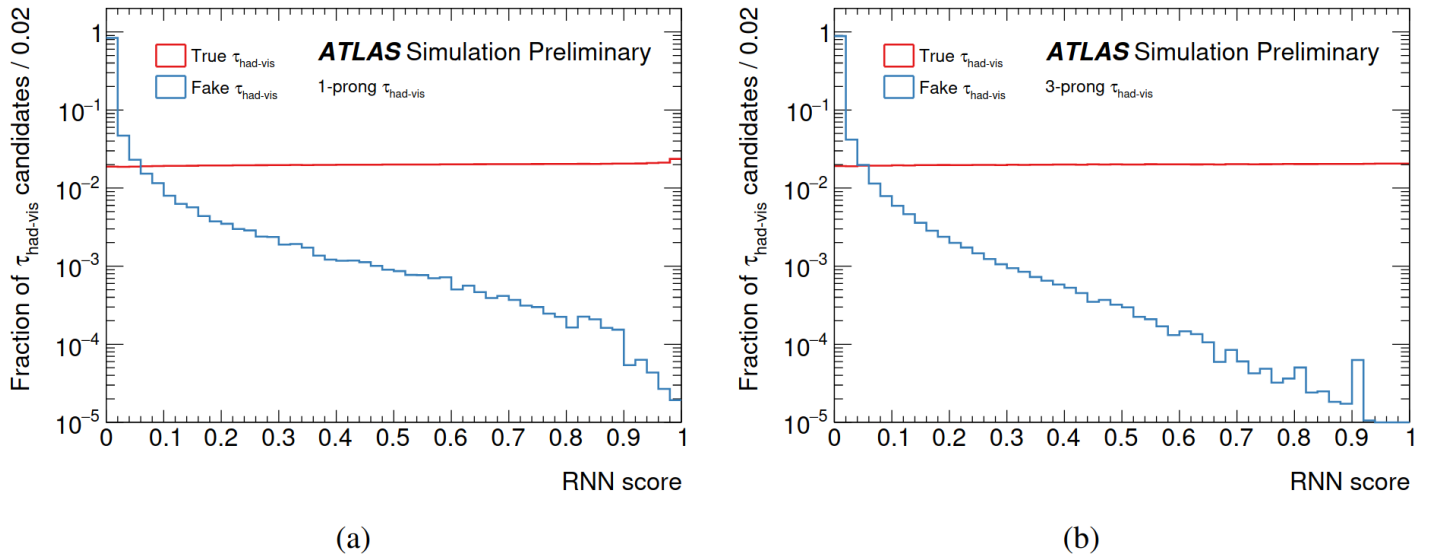 Fraction of τhad-vis candidates / 0.02
1
10−1
10−2
10−3
10−4
10−5
True τhad-vis
Fake τhad-vis
ATLAS Simulation Preliminary
1-prong τhad-vis
0 0.1 0.2 0.3 0.4 0.5 0.6 0.7 0.8 0.9 1
RNN score
(a)
Fraction of τhad-vis candidates / 0.02
1
10−1
10−2
10−3
10−4
10−5
True τhad-vis
Fake τhad-vis
ATLAS Simulation Preliminary
3-prong τhad-vis
0 0.1 0.2 0.3 0.4 0.5 0.6 0.7 0.8 0.9 1
RNN score
(b)